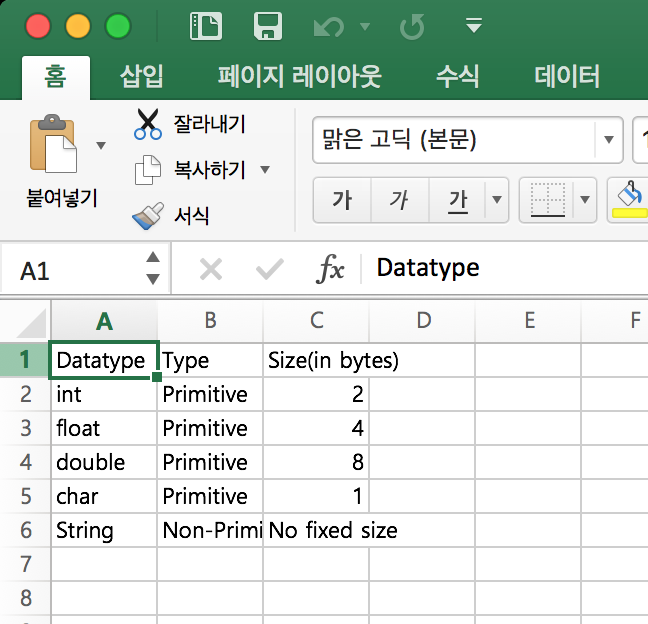 홈 삽입 페이지 레이아웃 수식 데이터
붙여넣기
잘라내기
복사하기
서식
맑은 고딕 (본문)
가 가 가
A1 fx Datatype
A B C D E F
1 Datatype Type Size(in bytes)
2 int Primitive 2
3 float Primitive 4
4 double Primitive 8
5 char Primitive 1
6 String Non-Primi No fixed size
7
8